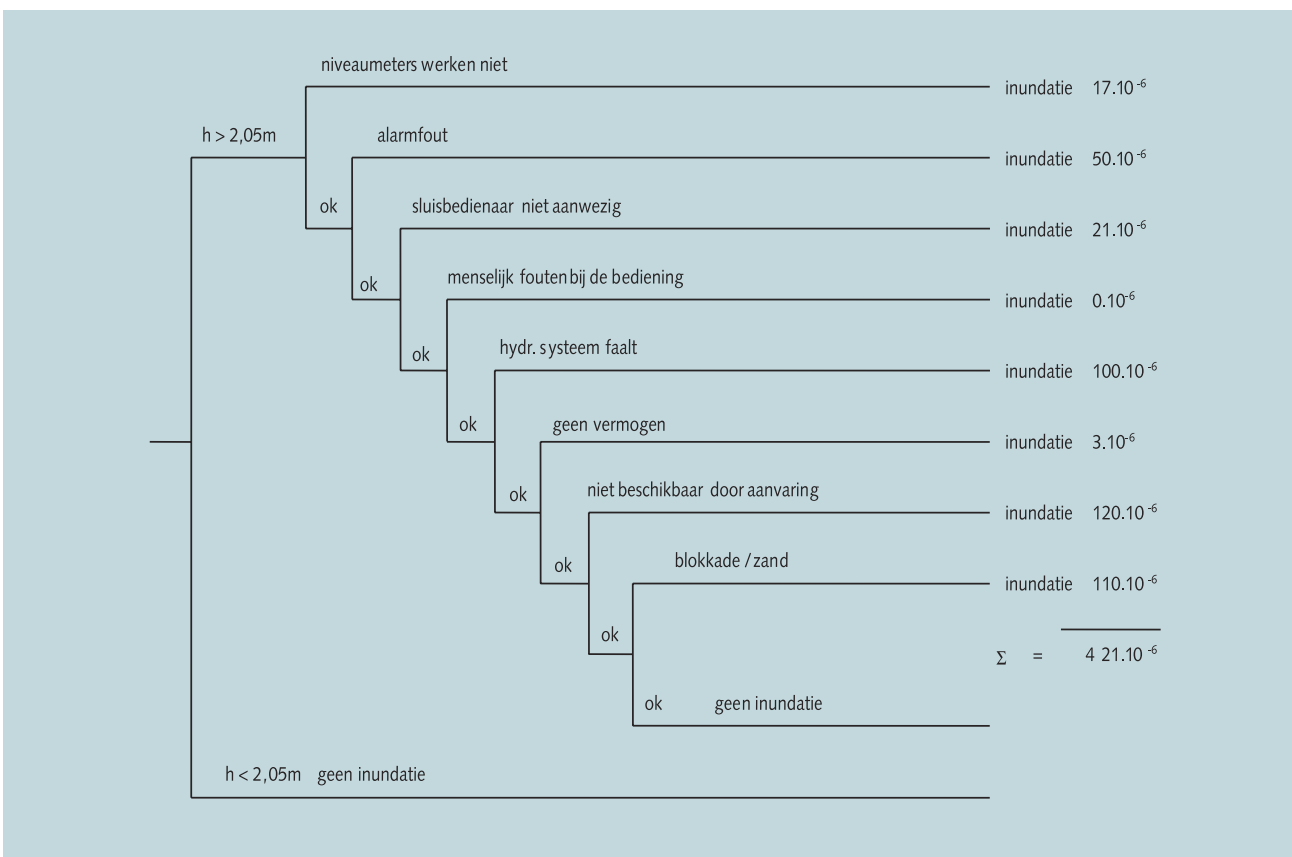 niveaumeters werken niet
inundatie 17.10⁻⁶
h > 2,05m
alarmfout
inundatie 50.10⁻⁶
ok
sluisbedienaar niet aanwezig
inundatie 21.10⁻⁶
ok
menselijk fouten bij de bediening
inundatie 0.10⁻⁶
ok
hydr. systeem faalt
inundatie 100.10⁻⁶
ok
geen vermogen
inundatie 3.10⁻⁶
ok
niet beschikbaar door aanvaring
inundatie 120.10⁻⁶
ok
blokkade / zand
inundatie 110.10⁻⁶
ok
Σ = 4 21.10⁻⁶
ok geen inundatie
h < 2,05m geen inundatie